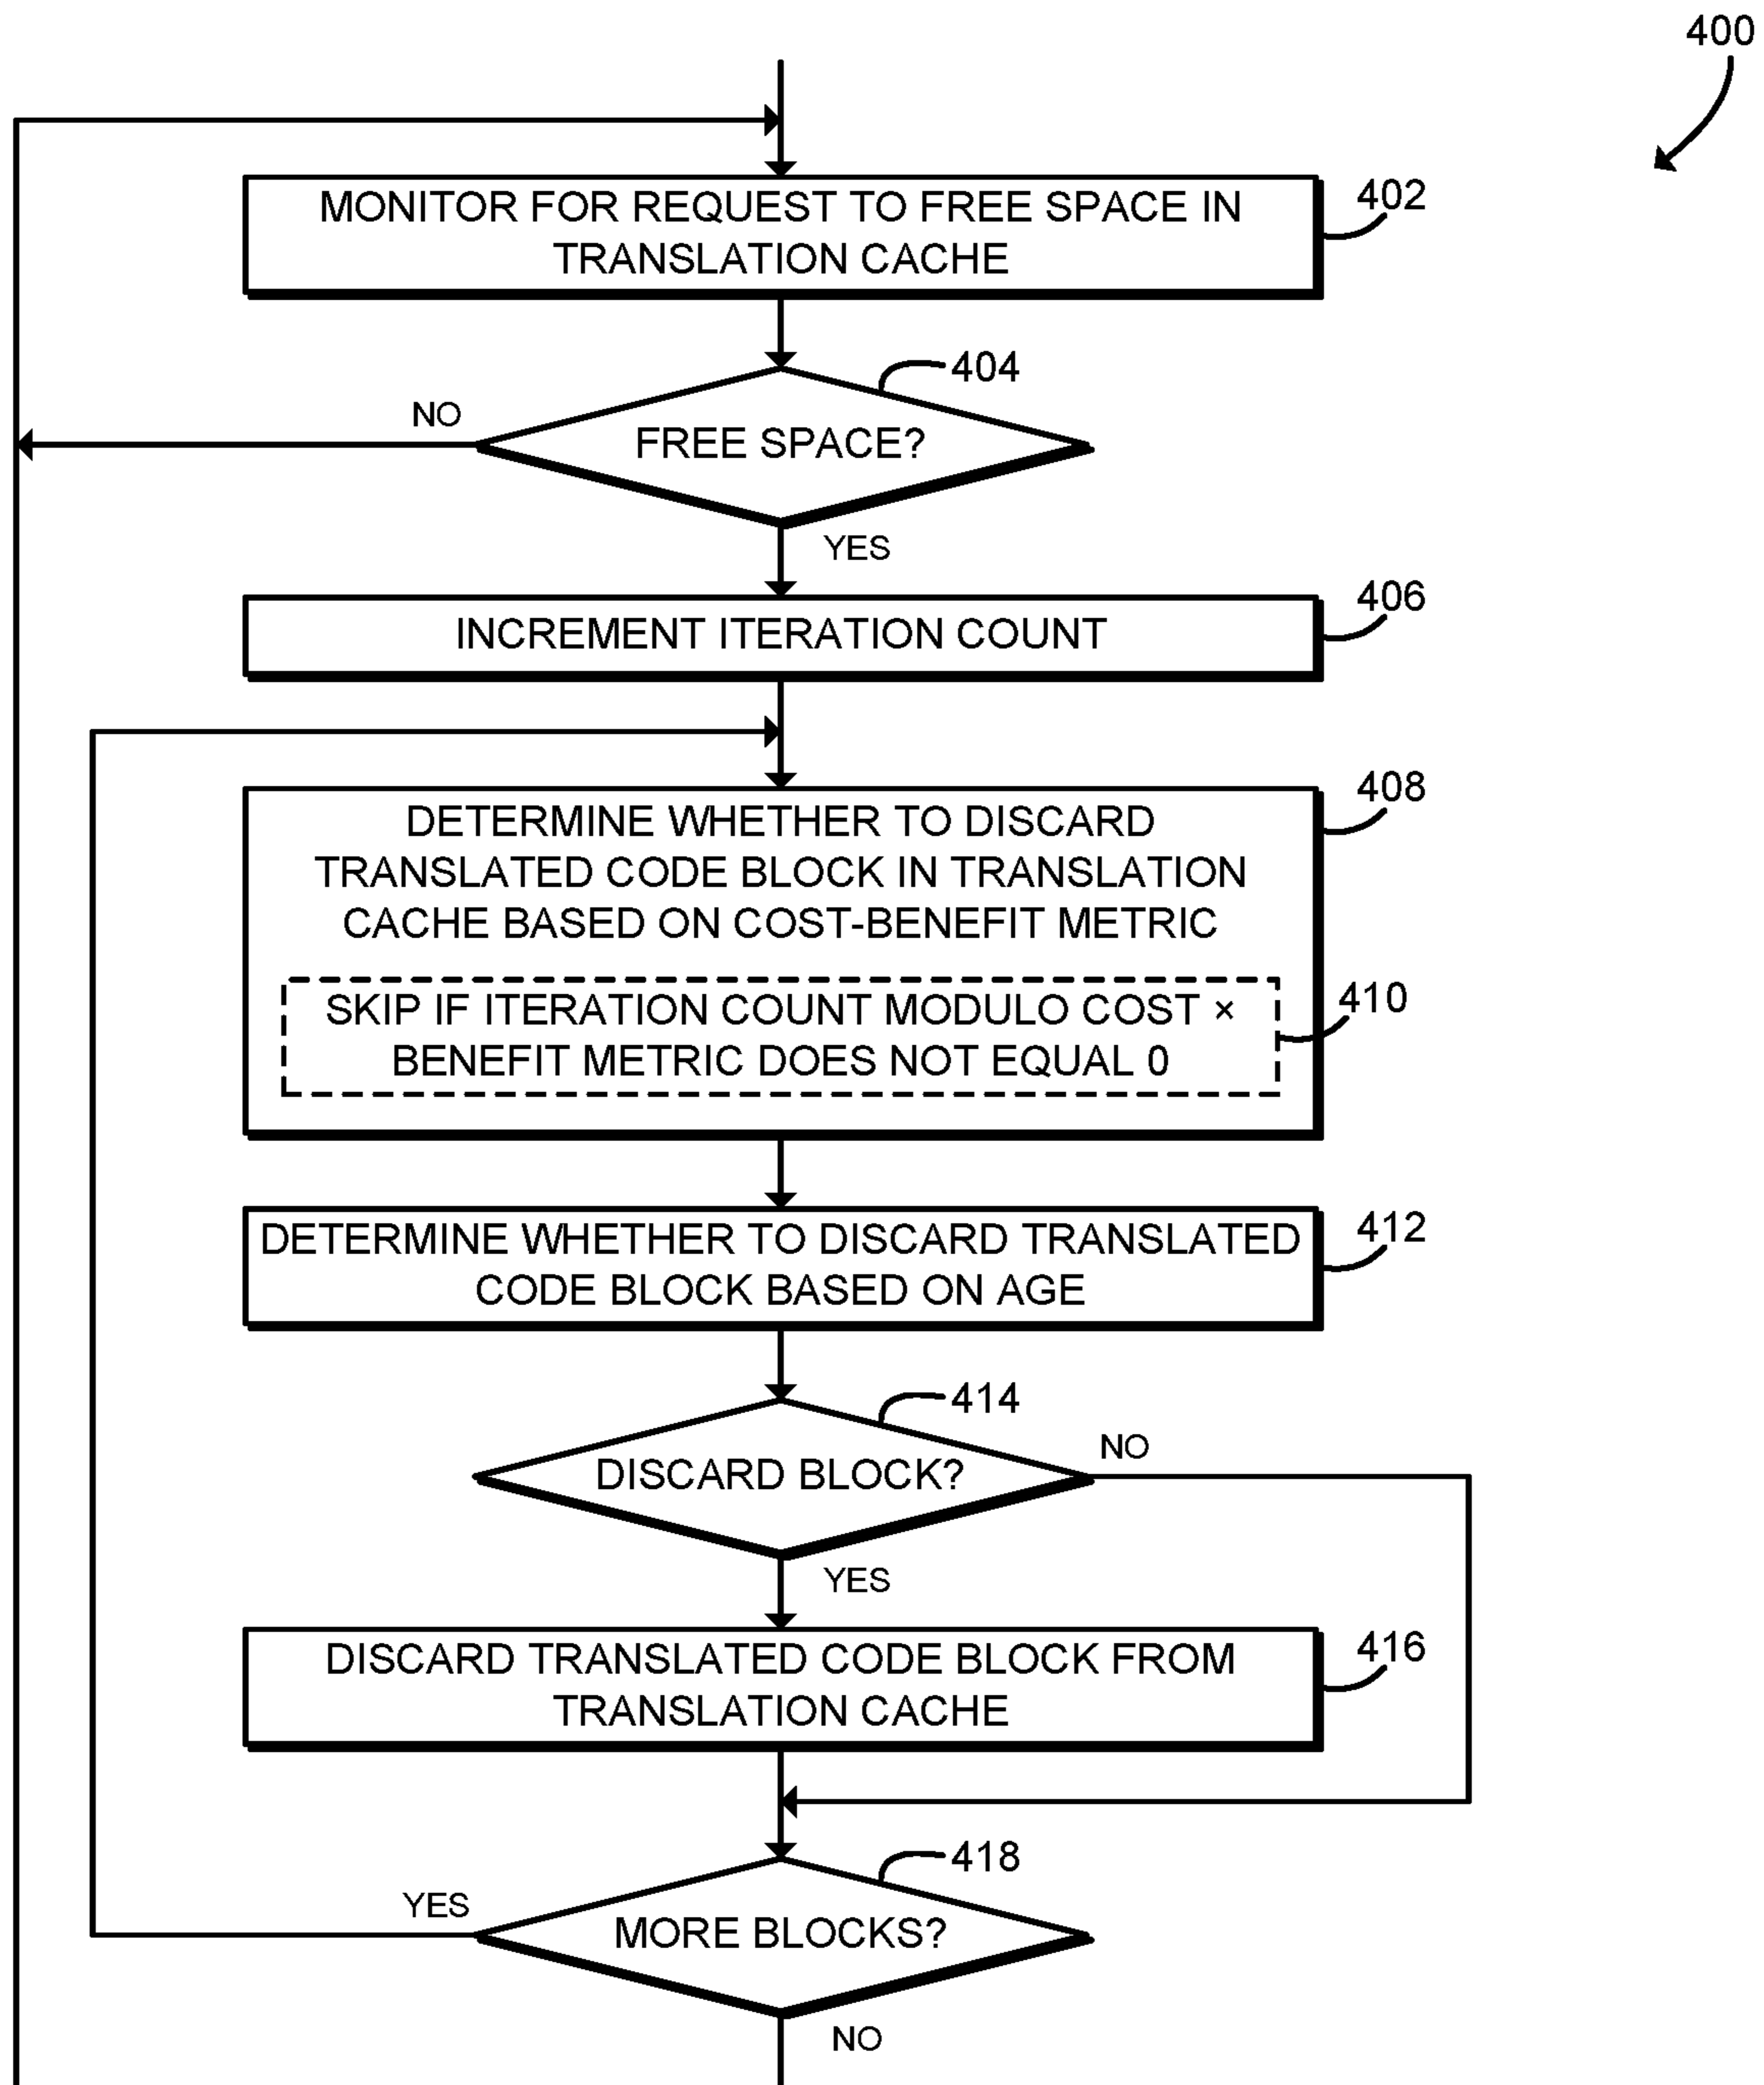 400
MONITOR FOR REQUEST TO FREE SPACE IN
TRANSLATION CACHE
402
404
NO
FREE SPACE?
YES
INCREMENT ITERATION COUNT
406
DETERMINE WHETHER TO DISCARD
TRANSLATED CODE BLOCK IN TRANSLATION
CACHE BASED ON COST-BENEFIT METRIC
408
SKIP IF ITERATION COUNT MODULO COST ×
BENEFIT METRIC DOES NOT EQUAL 0
410
DETERMINE WHETHER TO DISCARD TRANSLATED
CODE BLOCK BASED ON AGE
412
414
NO
DISCARD BLOCK?
YES
DISCARD TRANSLATED CODE BLOCK FROM
TRANSLATION CACHE
416
418
YES
MORE BLOCKS?
NO